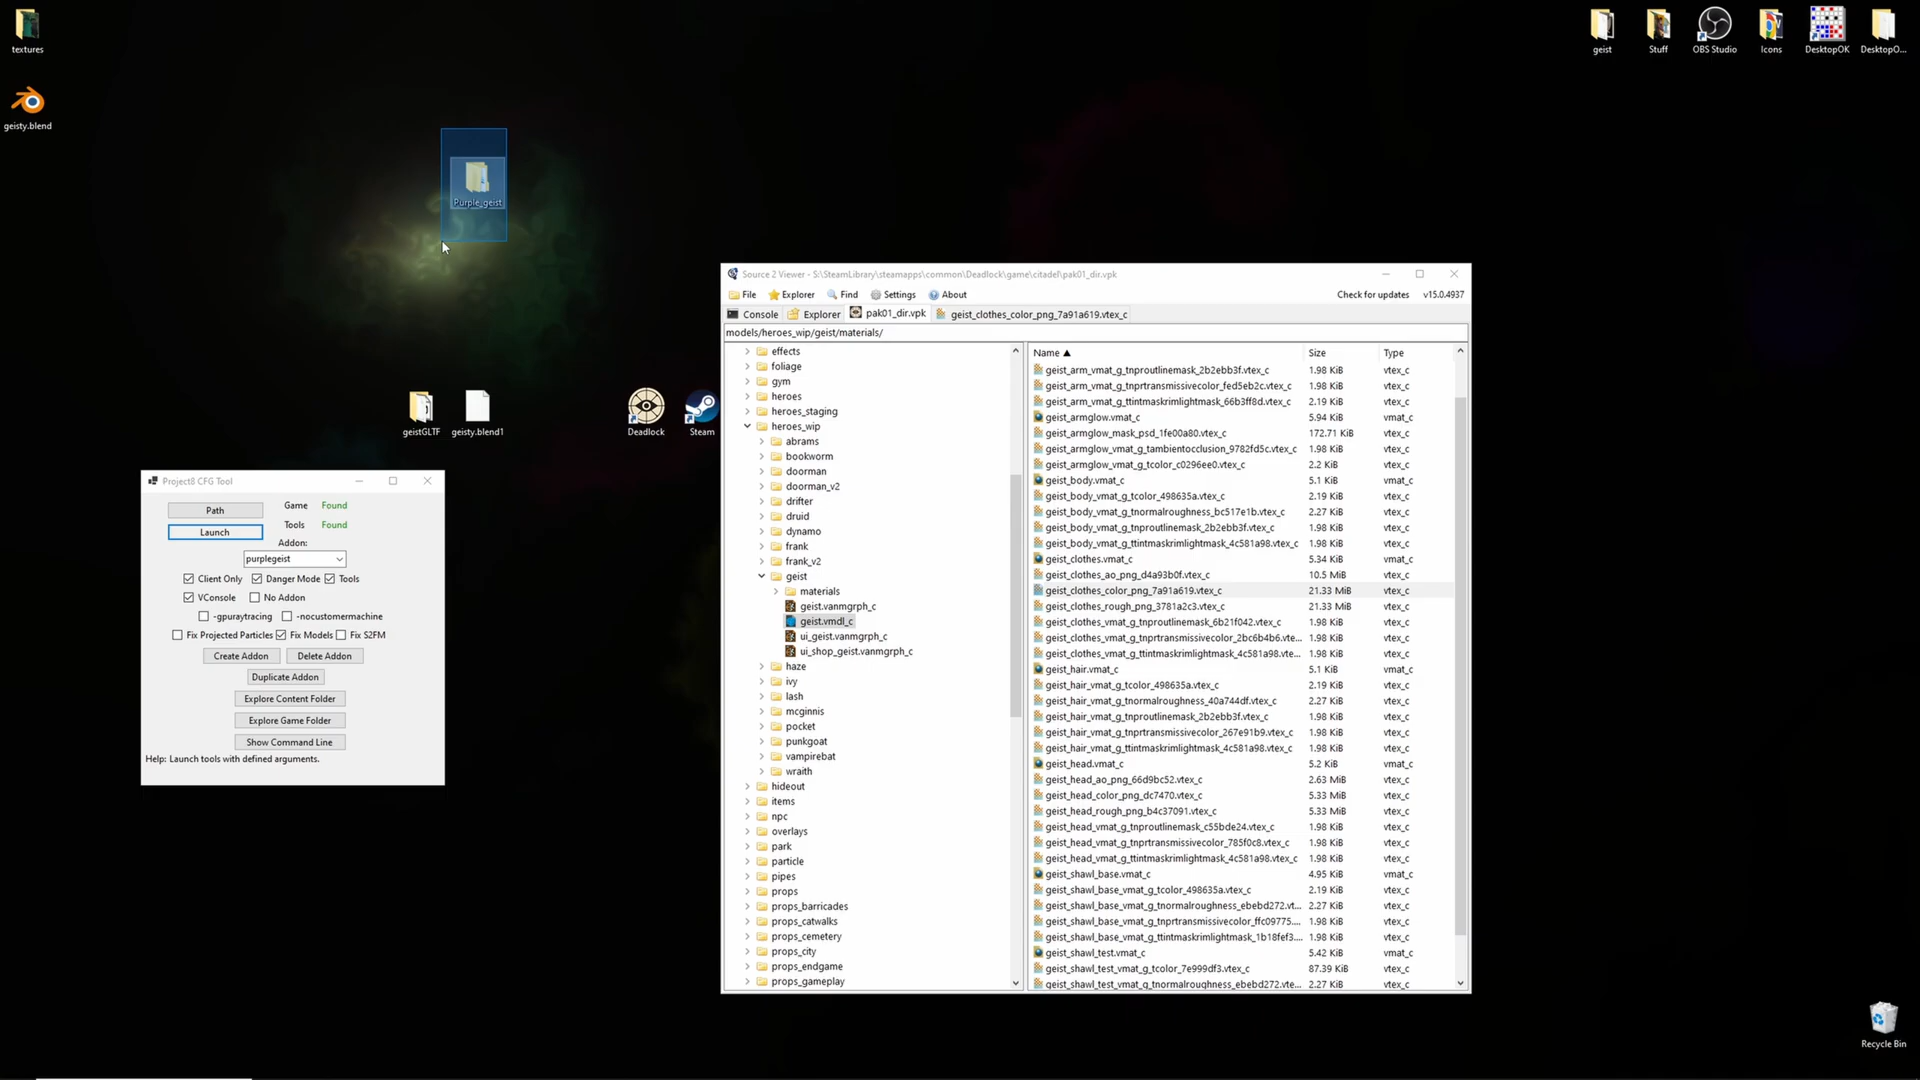 textures
geisty.blend
Purple_geist
geistGLTF
geisty.blend1
Deadlock
Steam
geist
Stuff
OBS Studio
Icons
DesktopOK
DesktopO...
Recycle Bin
Project8 CFG Tool
Path
Game
Found
Launch
Tools
Found
Addon:
purplegeist
Client Only
Danger Mode
Tools
VConsole
No Addon
-gpuraytracing
-nocustomermachine
Fix Projected Particles
Fix Models
Fix S2FM
Create Addon
Delete Addon
Duplicate Addon
Explore Content Folder
Explore Game Folder
Show Command Line
Help: Launch tools with defined arguments.
Source 2 Viewer - S:\SteamLibrary\steamapps\common\Deadlock\game\citadel\pak01_dir.vpk
File
Explorer
Find
Settings
About
Check for updates
v15.0.4937
Console
Explorer
pak01_dir.vpk
geist_clothes_color_png_7a91a619.vtex_c
models/heroes_wip/geist/materials/
effects
foliage
gym
heroes
heroes_staging
heroes_wip
abrams
bookworm
doorman
doorman_v2
drifter
druid
dynamo
frank
frank_v2
geist
materials
geist.vanmgrph_c
geist.vmdl_c
ui_geist.vanmgrph_c
ui_shop_geist.vanmgrph_c
haze
ivy
lash
mcginnis
pocket
punkgoat
vampirebat
wraith
hideout
items
npc
overlays
park
particle
pipes
props
props_barricades
props_catwalks
props_cemetery
props_city
props_endgame
props_gameplay
Name Size Type
geist_arm_vmat_g_tnproutlinemask_2b2ebb3f.vtex_c 1.98 KiB vtex_c
geist_arm_vmat_g_tnprtransmissivecolor_fed5eb2c.vtex_c 1.98 KiB vtex_c
geist_arm_vmat_g_ttintmaskrimlightmask_66b3ff8d.vtex_c 2.19 KiB vtex_c
geist_armglow.vmat_c 5.94 KiB vmat_c
geist_armglow_mask_psd_1fe00a80.vtex_c 172.71 KiB vtex_c
geist_armglow_vmat_g_tambientocclusion_9782fd5c.vtex_c 1.98 KiB vtex_c
geist_armglow_vmat_g_tcolor_c0296ee0.vtex_c 2.2 KiB vtex_c
geist_body.vmat_c 5.1 KiB vmat_c
geist_body_vmat_g_tcolor_498635a.vtex_c 2.19 KiB vtex_c
geist_body_vmat_g_tnormalroughness_bc517e1b.vtex_c 2.27 KiB vtex_c
geist_body_vmat_g_tnproutlinemask_2b2ebb3f.vtex_c 1.98 KiB vtex_c
geist_body_vmat_g_ttintmaskrimlightmask_4c581a98.vtex_c 1.98 KiB vtex_c
geist_clothes.vmat_c 5.34 KiB vmat_c
geist_clothes_ao_png_d4a93b0f.vtex_c 10.5 MiB vtex_c
geist_clothes_color_png_7a91a619.vtex_c 21.33 MiB vtex_c
geist_clothes_rough_png_3781a2c3.vtex_c 21.33 MiB vtex_c
geist_clothes_vmat_g_tnproutlinemask_6b21f042.vtex_c 1.98 KiB vtex_c
geist_clothes_vmat_g_tnprtransmissivecolor_2bc6b4b6.vtex... 1.98 KiB vtex_c
geist_clothes_vmat_g_ttintmaskrimlightmask_4c581a98.vte... 1.98 KiB vtex_c
geist_hair.vmat_c 5.1 KiB vmat_c
geist_hair_vmat_g_tcolor_498635a.vtex_c 2.19 KiB vtex_c
geist_hair_vmat_g_tnormalroughness_40a744df.vtex_c 2.27 KiB vtex_c
geist_hair_vmat_g_tnproutlinemask_2b2ebb3f.vtex_c 1.98 KiB vtex_c
geist_hair_vmat_g_tnprtransmissivecolor_267e91b9.vtex_c 1.98 KiB vtex_c
geist_hair_vmat_g_ttintmaskrimlightmask_4c581a98.vtex_c 1.98 KiB vtex_c
geist_head.vmat_c 5.2 KiB vmat_c
geist_head_ao_png_66d9bc52.vtex_c 2.63 MiB vtex_c
geist_head_color_png_dc7470.vtex_c 5.33 MiB vtex_c
geist_head_rough_png_b4c37091.vtex_c 5.33 MiB vtex_c
geist_head_vmat_g_tnproutlinemask_c55bde24.vtex_c 1.98 KiB vtex_c
geist_head_vmat_g_tnprtransmissivecolor_785f0c8.vtex_c 1.98 KiB vtex_c
geist_head_vmat_g_ttintmaskrimlightmask_4c581a98.vtex_c 1.98 KiB vtex_c
geist_shawl_base.vmat_c 4.95 KiB vmat_c
geist_shawl_base_vmat_g_tcolor_498635a.vtex_c 2.19 KiB vtex_c
geist_shawl_base_vmat_g_tnormalroughness_ebebd272.vt... 2.27 KiB vtex_c
geist_shawl_base_vmat_g_tnprtransmissivecolor_ffc09775.... 1.98 KiB vtex_c
geist_shawl_base_vmat_g_ttintmaskrimlightmask_1b18fef3.... 1.98 KiB vtex_c
geist_shawl_test.vmat_c 5.42 KiB vmat_c
geist_shawl_test_vmat_g_tcolor_7e999df3.vtex_c 87.39 KiB vtex_c
geist_shawl_test_vmat_g_tnormalroughness_ebebd272.vte... 2.27 KiB vtex_c